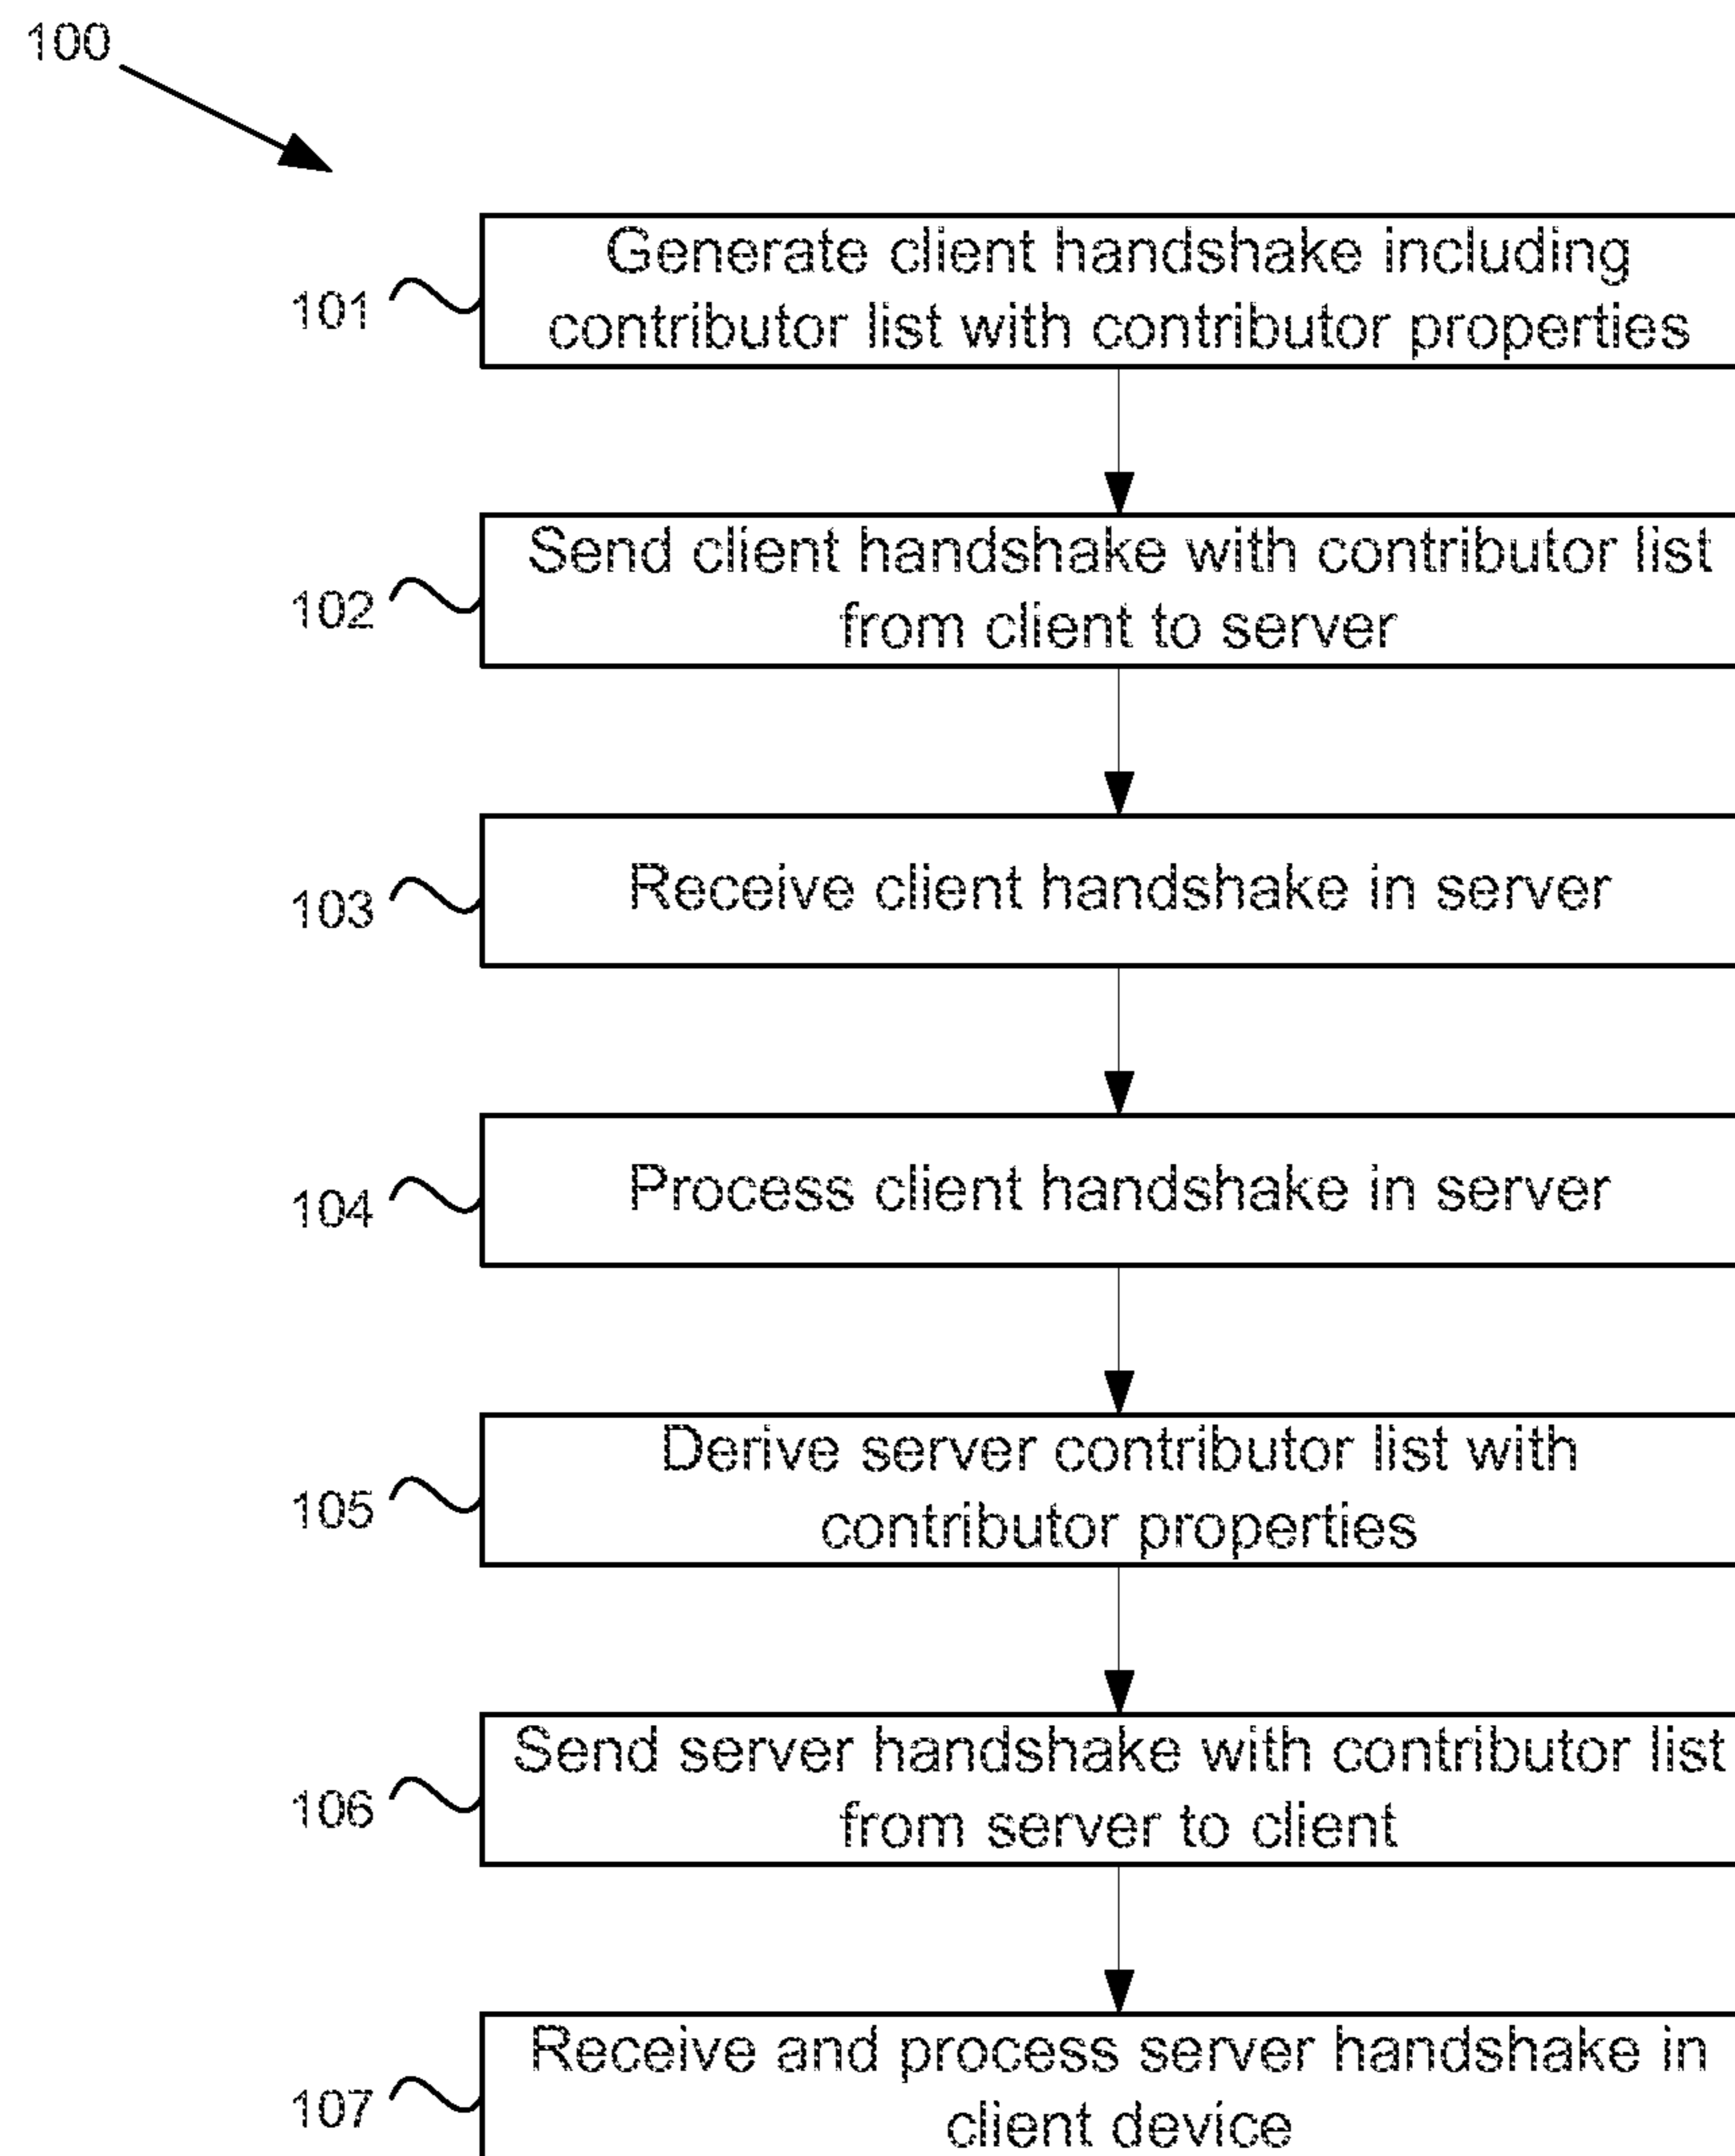 100
Generate client handshake including
contributor list with contributor properties
101
Send client handshake with contributor list
from client to server
102
Receive client handshake in server
103
Process client handshake in server
104
Derive server contributor list with
contributor properties
105
Send server handshake with contributor list
from server to client
106
Receive and process server handshake in
client device
107